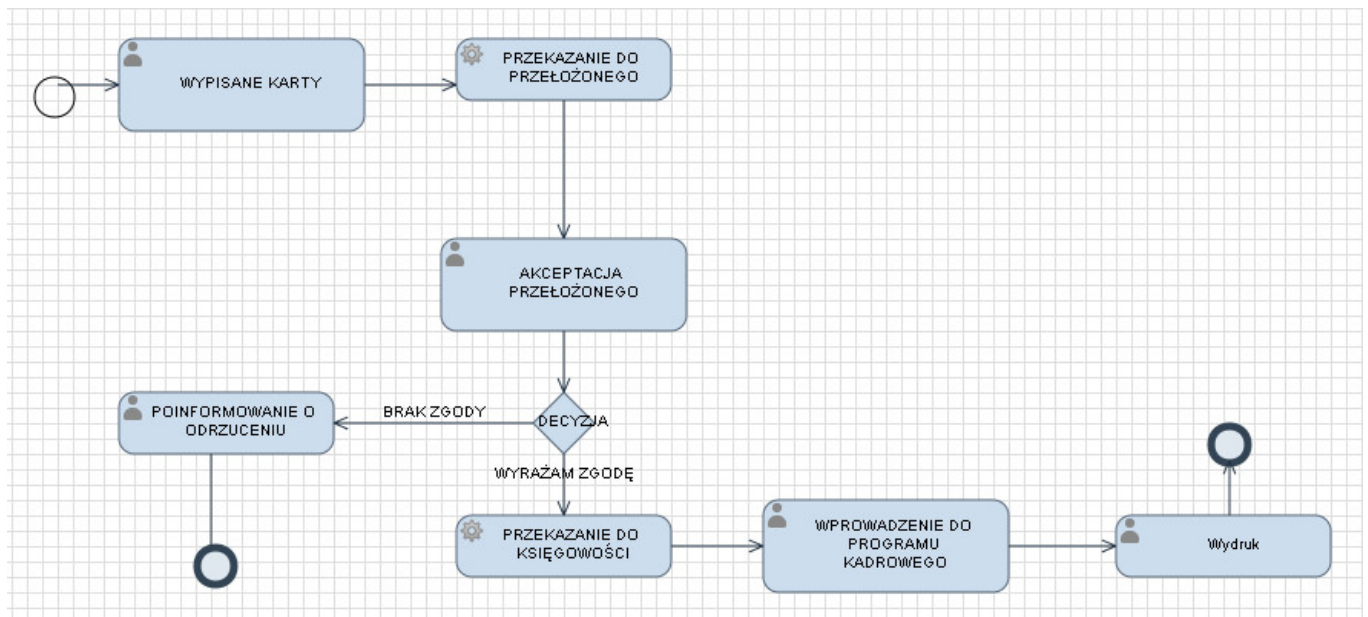 WYPISANE KARTY
PRZEKAZANIE DO
PRZEŁOŻONEGO
AKCEPTACJA
PRZEŁOŻONEGO
DECYZJA
BRAK ZGODY
POINFORMOWANIE O
ODRZUCENIU
WYRAŻAM ZGODĘ
PRZEKAZANIE DO
KSIĘGOWOŚCI
WPROWADZENIE DO
PROGRAMU
KADROWEGO
Wydruk